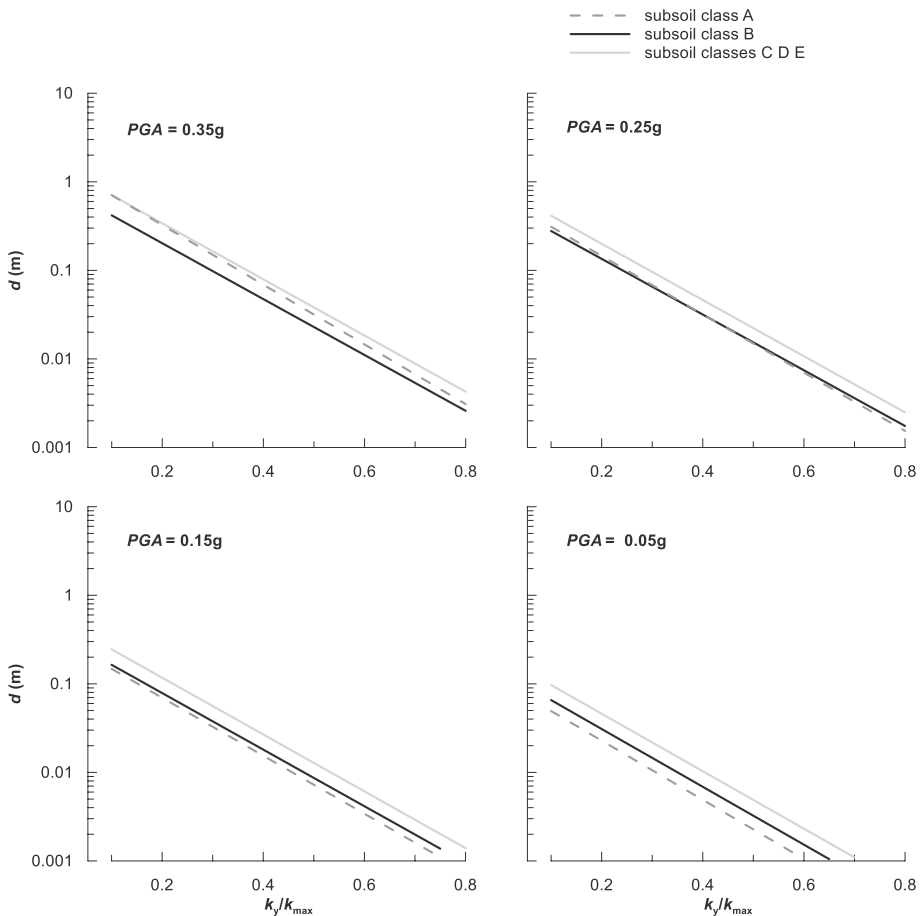 subsoil class A
subsoil class B
subsoil classes C D E
PGA = 0.35g
10
1
0.1
0.01
0.001
d (m)
0.2 0.4 0.6 0.8
PGA = 0.25g
0.2 0.4 0.6 0.8
PGA = 0.15g
10
1
0.1
0.01
0.001
d (m)
0.2 0.4 0.6 0.8
ky/kmax
PGA = 0.05g
0.2 0.4 0.6 0.8
ky/kmax